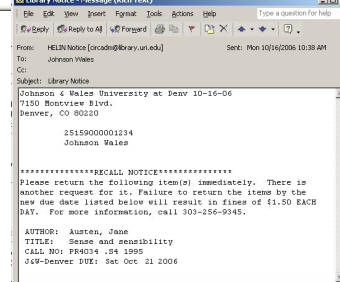 Library Notice - Message (Rich Text)
File Edit View Insert Format Tools Actions Help Type a question for help
Reply Reply to All Forward
From: HELIN Notice [circadm@library.uri.edu] Sent: Mon 10/16/2006 10:38 AM
To: Johnson Wales
Cc:
Subject: Library Notice
Johnson & Wales University at Denv 10-16-06
7150 Montview Blvd.
Denver, CO 80220
25159000001234
Johnson Wales
***************RECALL NOTICE***************
Please return the following item(s) immediately. There is
another request for it. Failure to return the items by the
new due date listed below will result in fines of $1.50 EACH
DAY. For more information, call 303-256-9345.
AUTHOR: Austen, Jane
TITLE: Sense and sensibility
CALL NO: PR4034 .S4 1995
J&W-Denver DUE: Sat Oct 21 2006